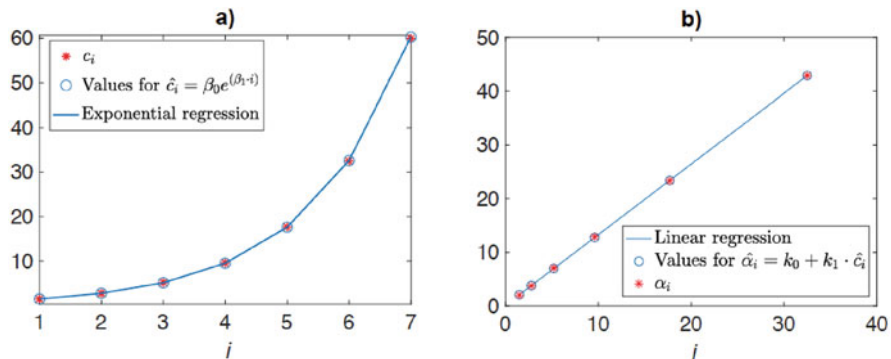 a)
60
50
40
30
20
10
1
2
3
4
5
6
7
i
* c_i
○ Values for ĉ_i = β_0e^{(β_1·i)}
Exponential regression
b)
50
40
30
20
10
0
0
10
20
30
40
i
Linear regression
○ Values for α̂_i = k_0 + k_1 · ĉ_i
* α_i